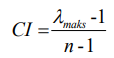 CI = (λmaks - 1) / (n - 1)